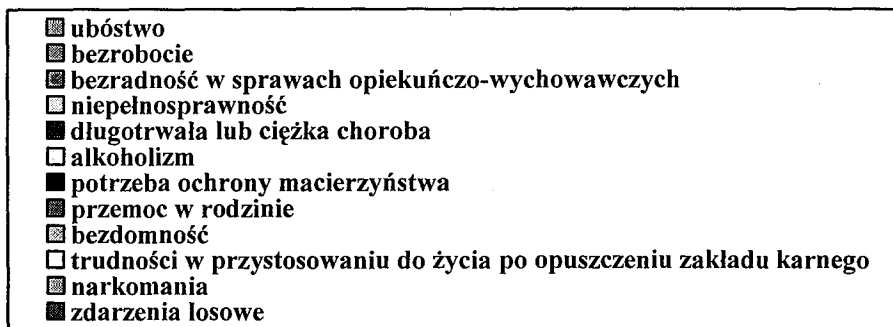 ubóstwo
bezrobocie
bezradność w sprawach opiekuńczo-wychowawczych
niepełnosprawność
długotrwała lub ciężka choroba
alkoholizm
potrzeba ochrony macierzyństwa
przemoc w rodzinie
bezdomność
trudności w przystosowaniu do życia po opuszczeniu zakładu karnego
narkomania
zdarzenia losowe